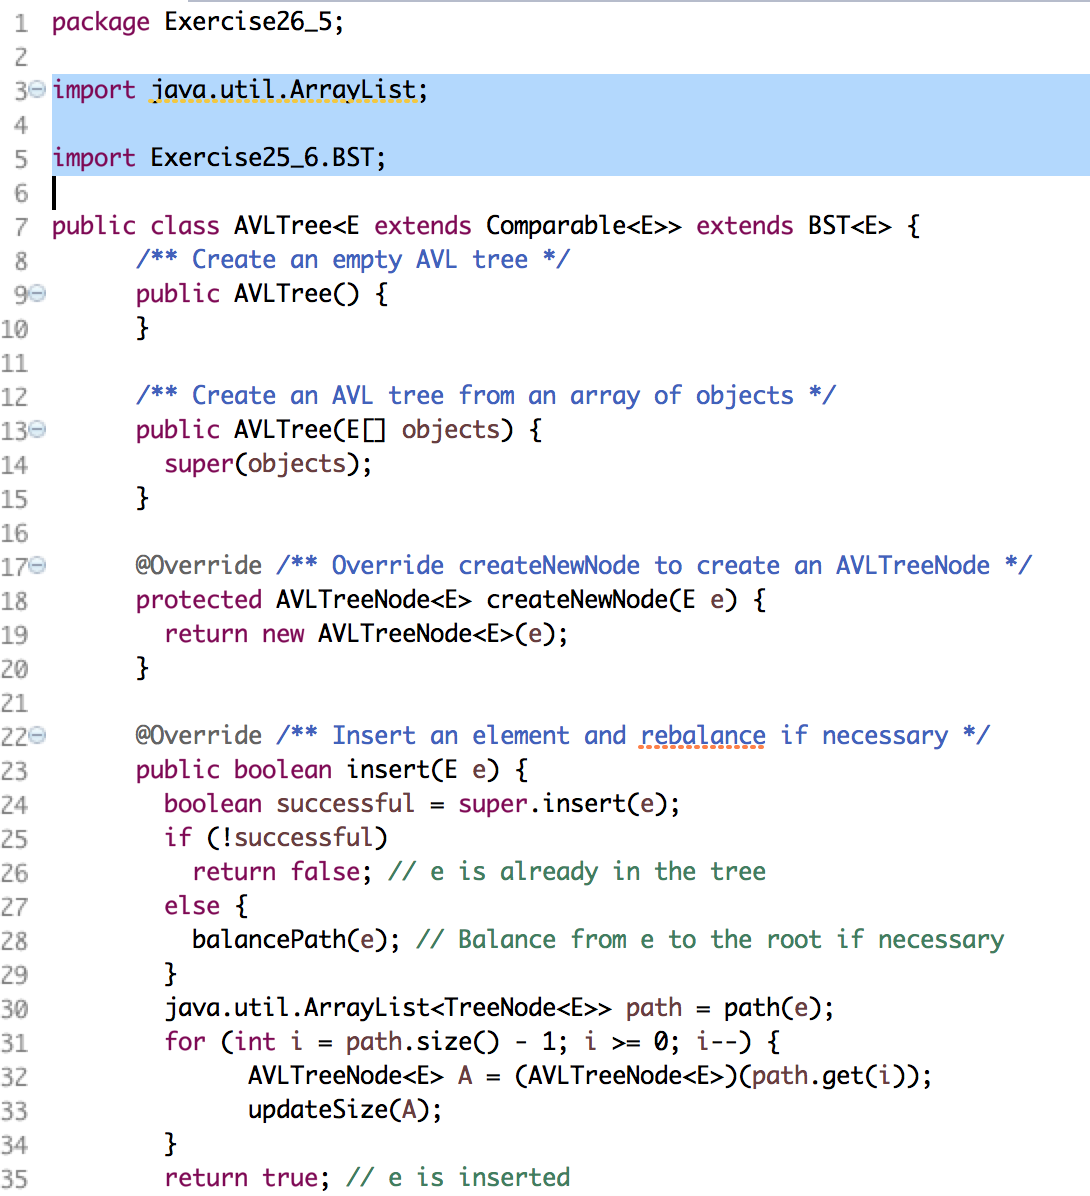 1 package Exercise26_5;
2
3 import java.util.ArrayList;
4
5 import Exercise25_6.BST;
6
7 public class AVLTree<E extends Comparable<E>> extends BST<E> {
8 /** Create an empty AVL tree */
9 public AVLTree() {
10 }
11
12 /** Create an AVL tree from an array of objects */
13 public AVLTree(E[] objects) {
14 super(objects);
15 }
16
17 @Override /** Override createNewNode to create an AVLTreeNode */
18 protected AVLTreeNode<E> createNewNode(E e) {
19 return new AVLTreeNode<E>(e);
20 }
21
22 @Override /** Insert an element and rebalance if necessary */
23 public boolean insert(E e) {
24 boolean successful = super.insert(e);
25 if (!successful)
26 return false; // e is already in the tree
27 else {
28 balancePath(e); // Balance from e to the root if necessary
29 }
30 java.util.ArrayList<TreeNode<E>> path = path(e);
31 for (int i = path.size() - 1; i >= 0; i--) {
32 AVLTreeNode<E> A = (AVLTreeNode<E>)(path.get(i));
33 updateSize(A);
34 }
35 return true; // e is inserted